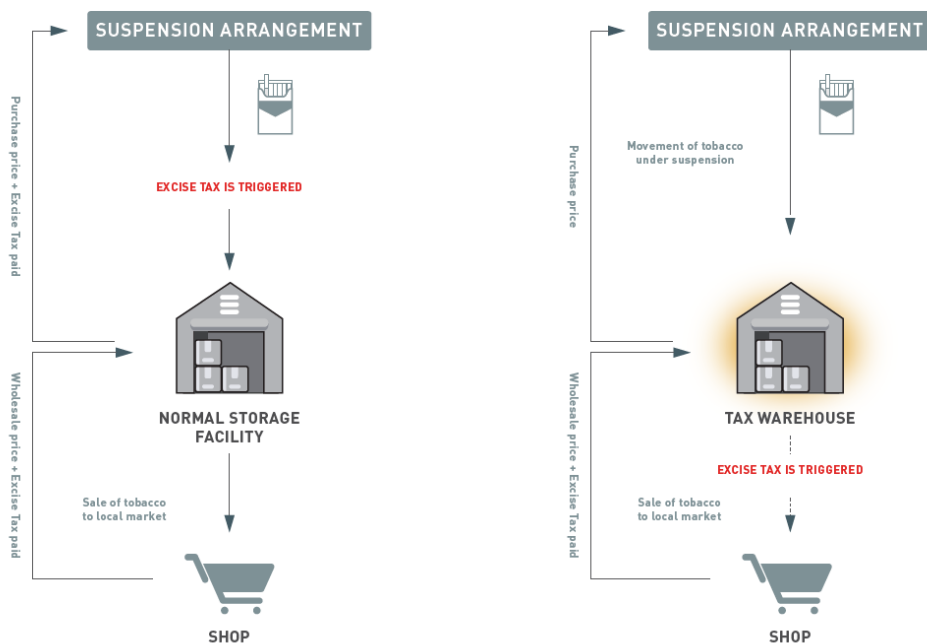 SUSPENSION ARRANGEMENT
Purchase price + Excise Tax paid
EXCISE TAX IS TRIGGERED
NORMAL STORAGE
FACILITY
Wholesale price + Excise Tax paid
Sale of tobacco
to local market
SHOP
SUSPENSION ARRANGEMENT
Purchase price
Movement of tobacco
under suspension
TAX WAREHOUSE
Wholesale price + Excise Tax paid
EXCISE TAX IS TRIGGERED
Sale of tobacco
to local market
SHOP